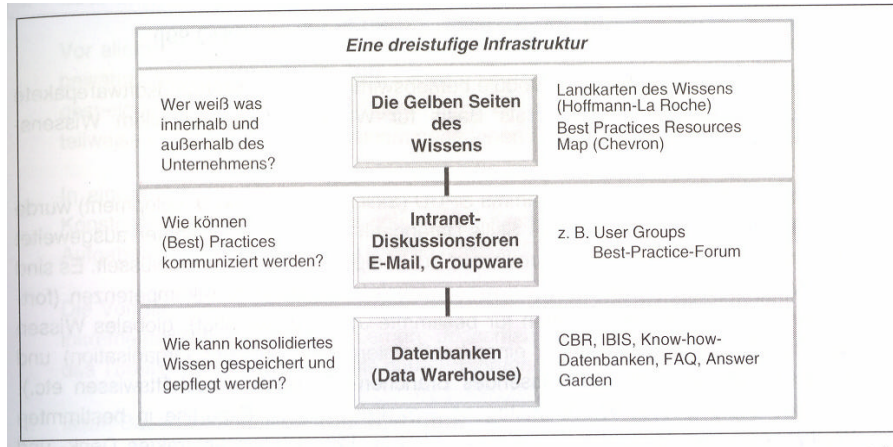 Eine dreistufige Infrastruktur
Wer weiß was
innerhalb und
außerhalb des
Unternehmens?
Die Gelben Seiten
des
Wissens
Landkarten des Wissens
(Hoffmann-La Roche)
Best Practices Resources
Map (Chevron)
Wie können
(Best) Practices
kommuniziert werden?
Intranet-
Diskussionsforen
E-Mail, Groupware
z. B. User Groups
Best-Practice-Forum
Wie kann konsolidiertes
Wissen gespeichert und
gepflegt werden?
Datenbanken
(Data Warehouse)
CBR, IBIS, Know-how-
Datenbanken, FAQ, Answer
Garden